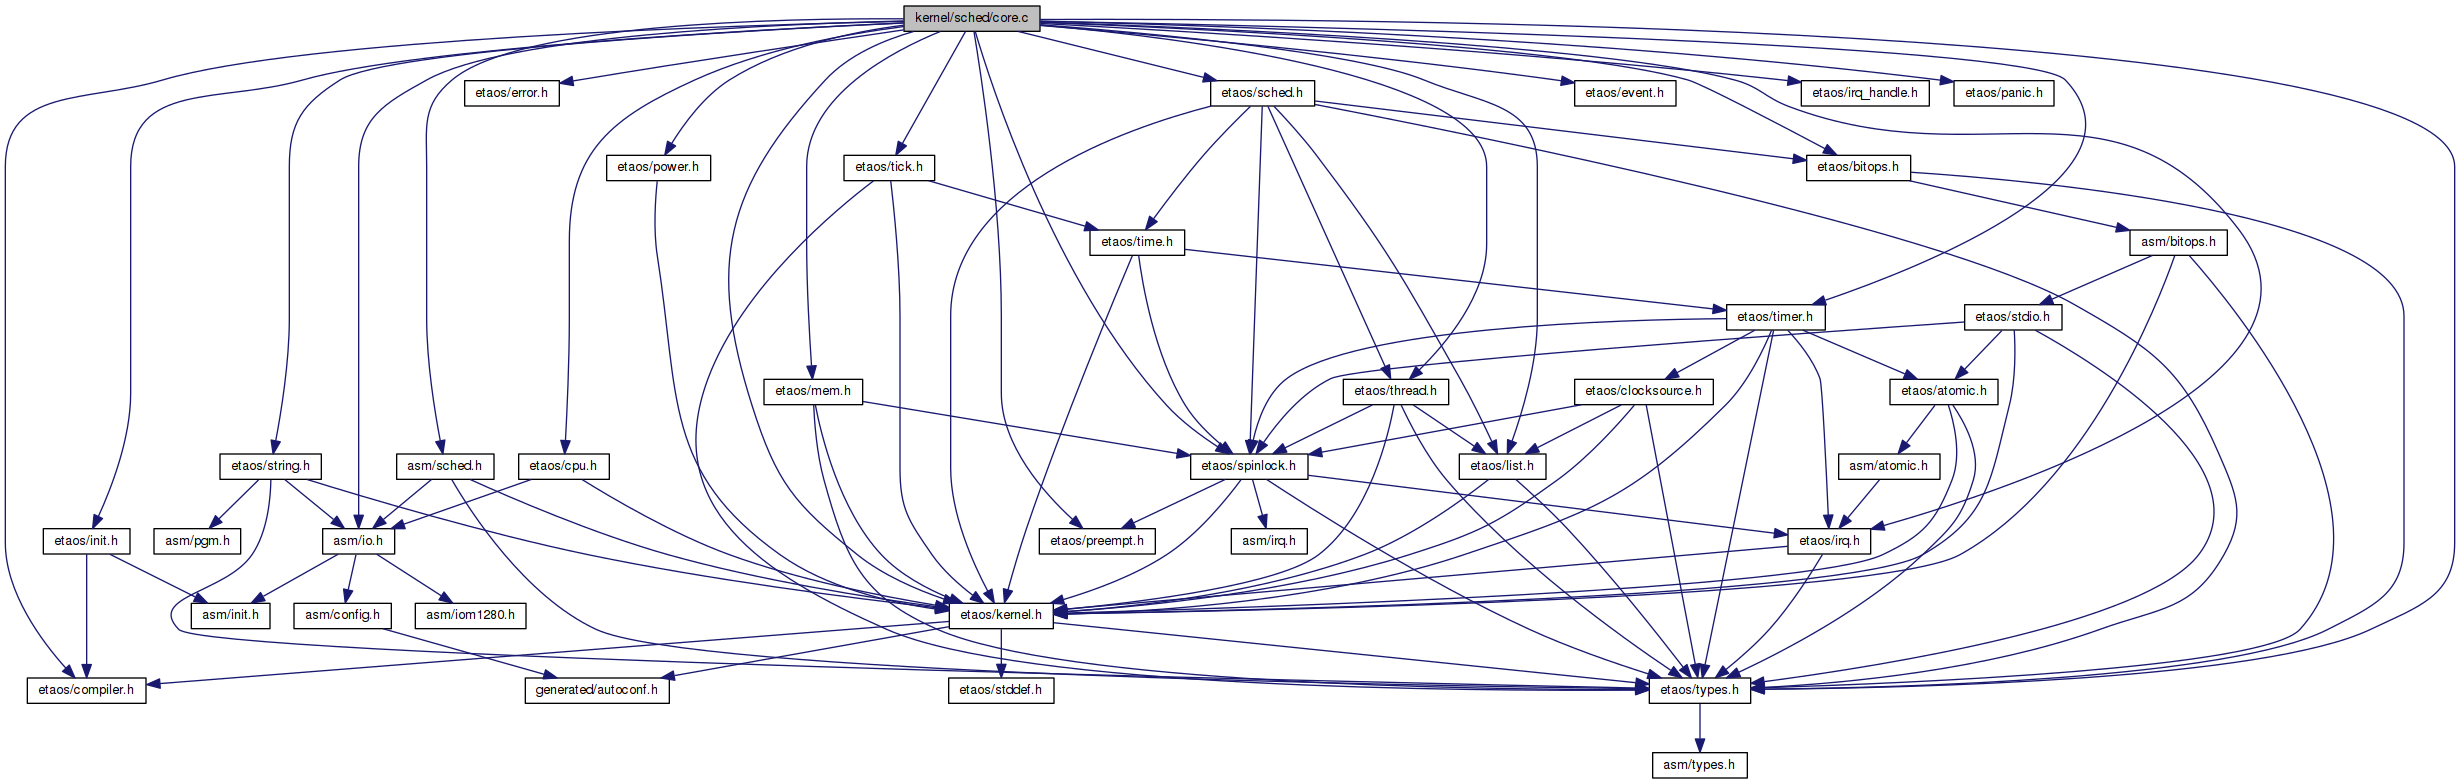 kernel/sched/core.c
etaos/error.h
etaos/sched.h
etaos/event.h
etaos/irq_handle.h
etaos/panic.h
etaos/power.h
etaos/tick.h
etaos/bitops.h
etaos/time.h
asm/bitops.h
etaos/timer.h
etaos/stdio.h
etaos/mem.h
etaos/thread.h
etaos/clocksource.h
etaos/atomic.h
etaos/string.h
asm/sched.h
etaos/cpu.h
etaos/spinlock.h
etaos/list.h
asm/atomic.h
etaos/init.h
asm/pgm.h
asm/io.h
etaos/preempt.h
asm/irq.h
etaos/irq.h
asm/init.h
asm/config.h
asm/iom1280.h
etaos/kernel.h
etaos/compiler.h
generated/autoconf.h
etaos/stddef.h
etaos/types.h
asm/types.h